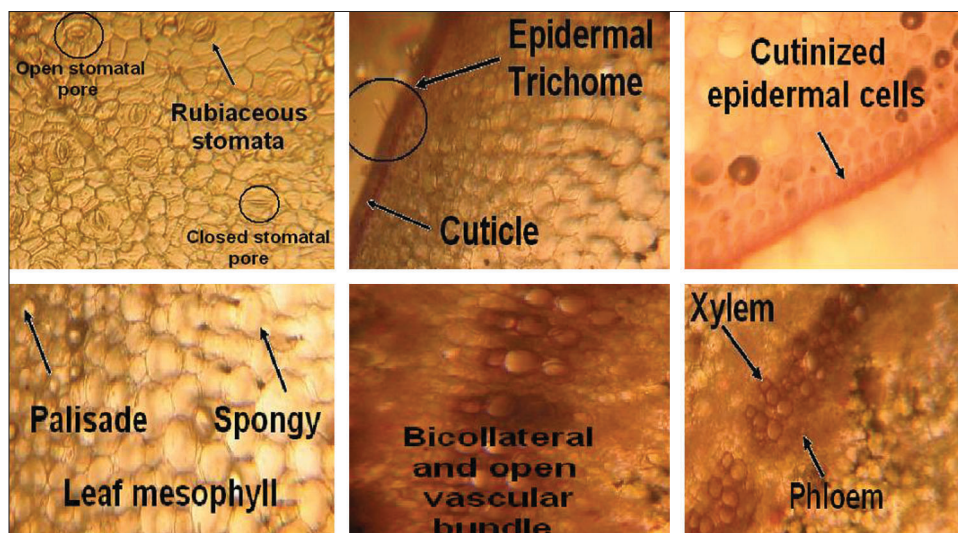 Open stomatal
pore
Rubiaceous
stomata
Closed stomatal
pore
Epidermal
Trichome
Cuticle
Cutinized
epidermal cells
Palisade
Spongy
Leaf mesophyll
Bicollateral
and open
vascular
bundle.
Xylem
Phloem